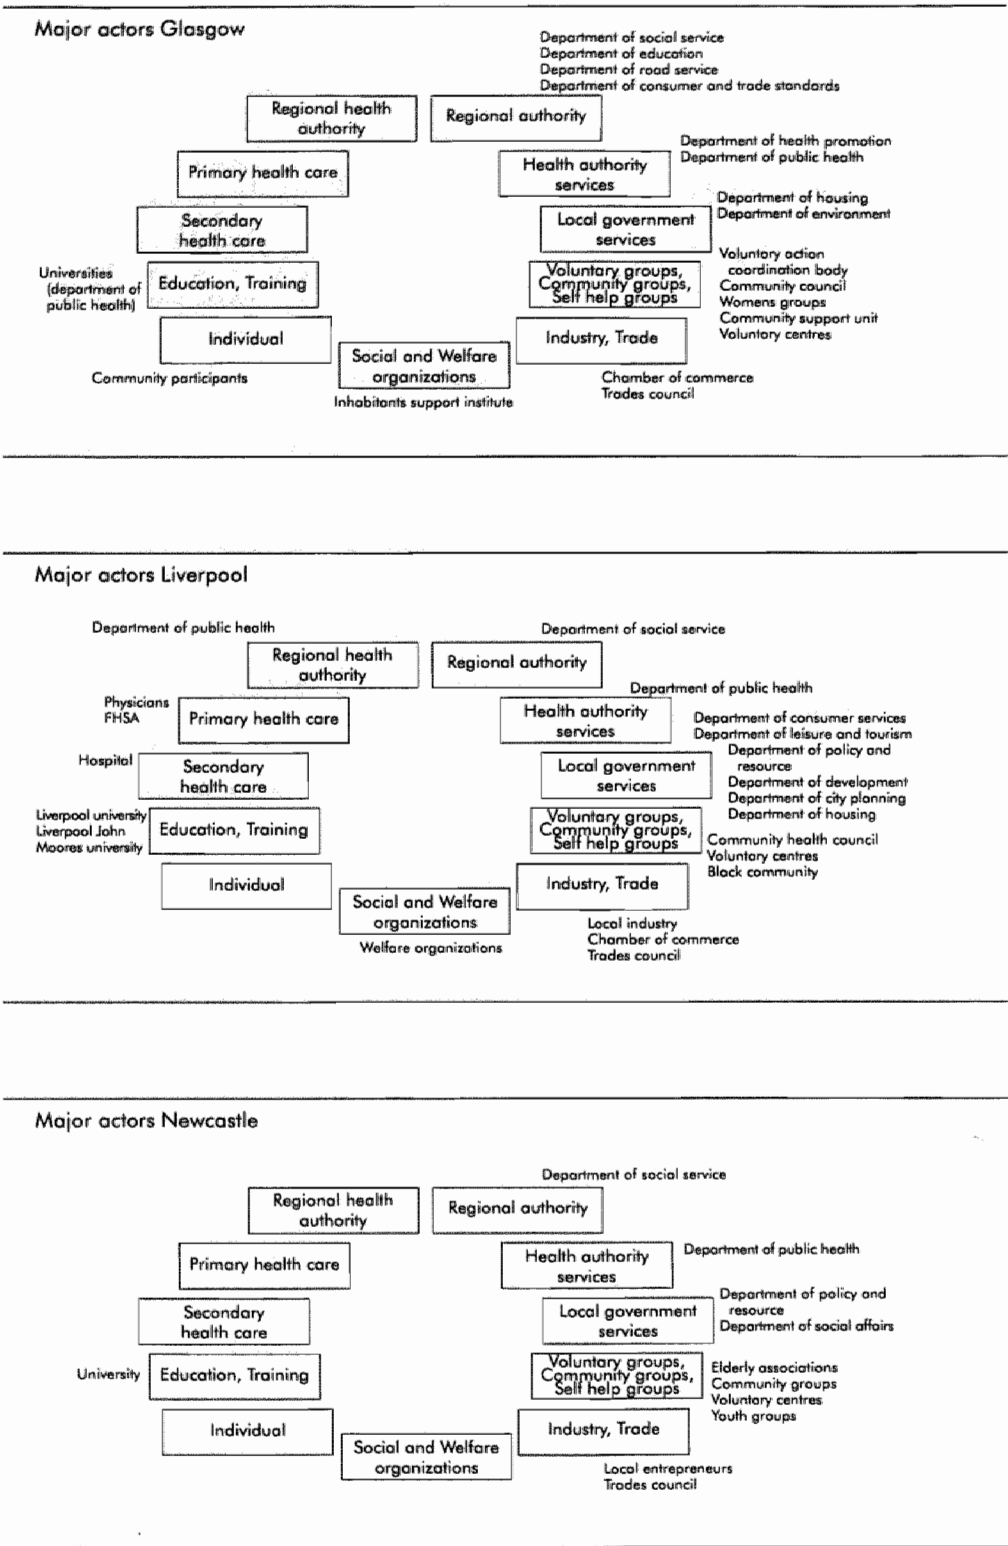 Major actors Glasgow
Department of social service
Department of education
Department of road service
Department of consumer and trade standards
Regional health
authority
Regional authority
Department of health promotion
Department of public health
Primary health care
Health authority
services
Department of housing
Department of environment
Secondary
health care
Local government
services
Universities
(department of
public health)
Education, Training
Voluntary groups,
Community groups,
Self help groups
Voluntary action
coordination body
Community council
Womens groups
Community support unit
Voluntary centres
Individual
Community participants
Social and Welfare
organizations
Inhabitants support institute
Industry, Trade
Chamber of commerce
Trades council
Major actors Liverpool
Department of public health
Department of social service
Regional health
authority
Regional authority
Physicians
FHSA
Primary health care
Department of public health
Health authority
services
Department of consumer services
Department of leisure and tourism
Hospital
Secondary
health care
Local government
services
Department of policy and
resource
Department of development
Department of city planning
Department of housing
Liverpool university
Liverpool John
Moores university
Education, Training
Voluntary groups,
Community groups,
Self help groups
Community health council
Voluntary centres
Black community
Individual
Social and Welfare
organizations
Welfare organizations
Industry, Trade
Local industry
Chamber of commerce
Trades council
Major actors Newcastle
Department of social service
Regional health
authority
Regional authority
Primary health care
Health authority
services
Department of public health
Secondary
health care
Local government
services
Department of policy and
resource
Department of social affairs
University
Education, Training
Voluntary groups,
Community groups,
Self help groups
Elderly associations
Community groups
Voluntary centres
Youth groups
Individual
Social and Welfare
organizations
Industry, Trade
Local entrepreneurs
Trades council